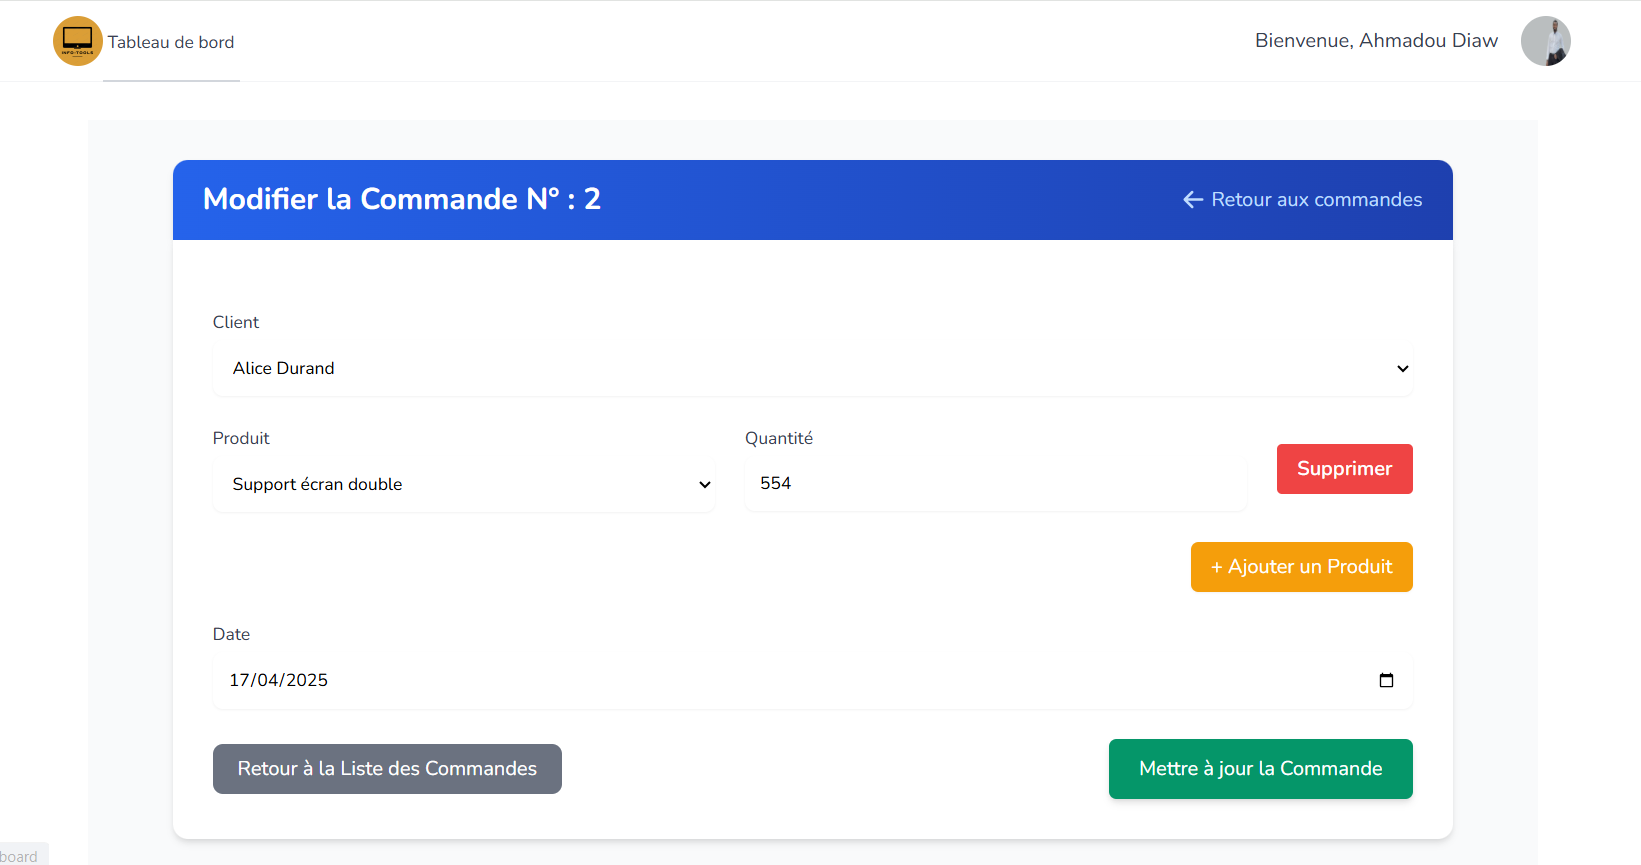 INFO-TOOLS
Tableau de bord
Bienvenue, Ahmadou Diaw
Modifier la Commande N° : 2
Retour aux commandes
Client
Alice Durand
Produit
Quantité
Support écran double
554
Supprimer
+ Ajouter un Produit
Date
17/04/2025
Retour à la Liste des Commandes
Mettre à jour la Commande
board